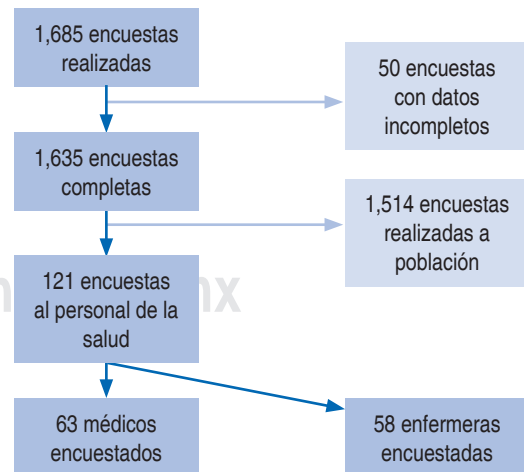 1,685 encuestas
realizadas
50 encuestas
con datos
incompletos
1,635 encuestas
completas
1,514 encuestas
realizadas a
población
121 encuestas
al personal de la
salud
63 médicos
encuestados
58 enfermeras
encuestadas